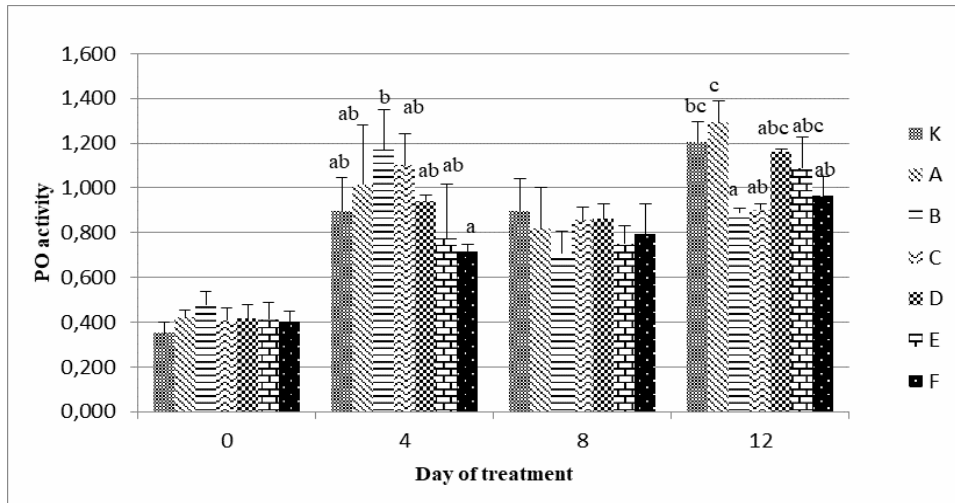 1,600
1,400
1,200
1,000
0,800
0,600
0,400
0,200
0,000
PO activity
ab
ab
b
ab
ab
ab
a
bc
c
a
ab
abc
abc
ab
0
4
8
12
Day of treatment
K
A
B
C
D
E
F